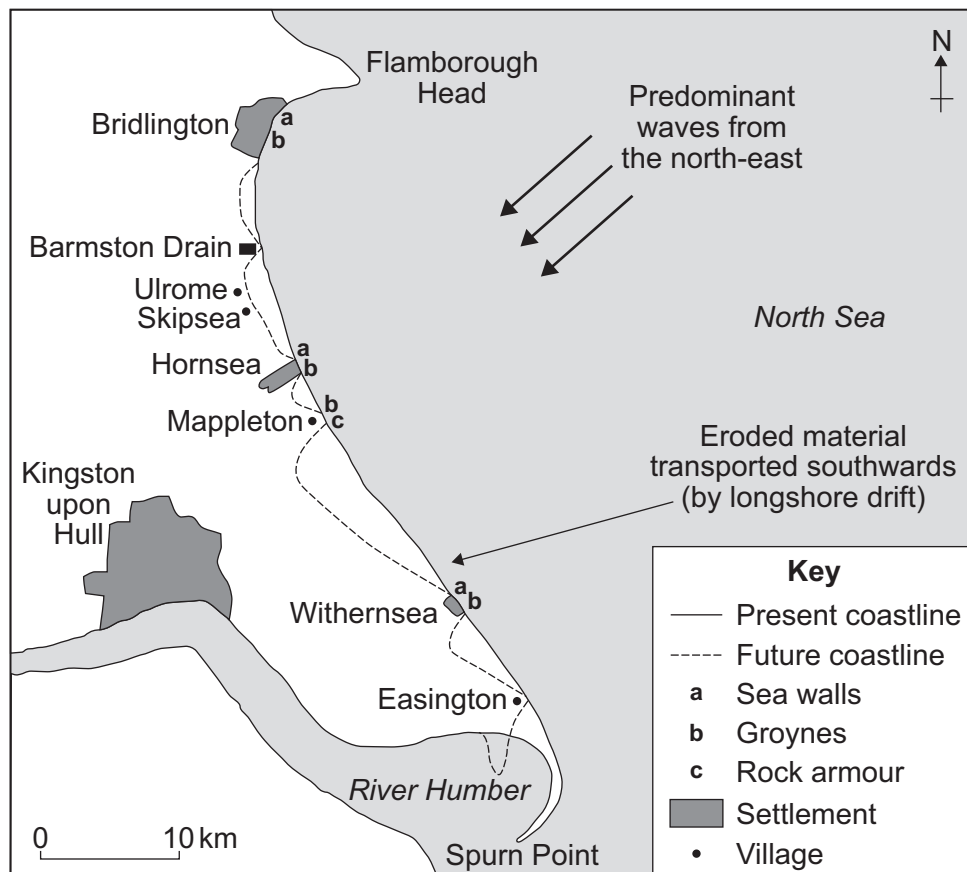 Flamborough
Head
N
Predominant
waves from
the north-east
Bridlington
a
b
Barmston Drain
Ulrome
Skipsea
North Sea
Hornsea
a
b
Mappleton
b
c
Kingston
upon
Hull
Eroded material
transported southwards
(by longshore drift)
Withernsea
a
b
Easington
River Humber
Spurn Point
0 10 km
Key
Present coastline
Future coastline
a Sea walls
b Groynes
c Rock armour
Settlement
Village